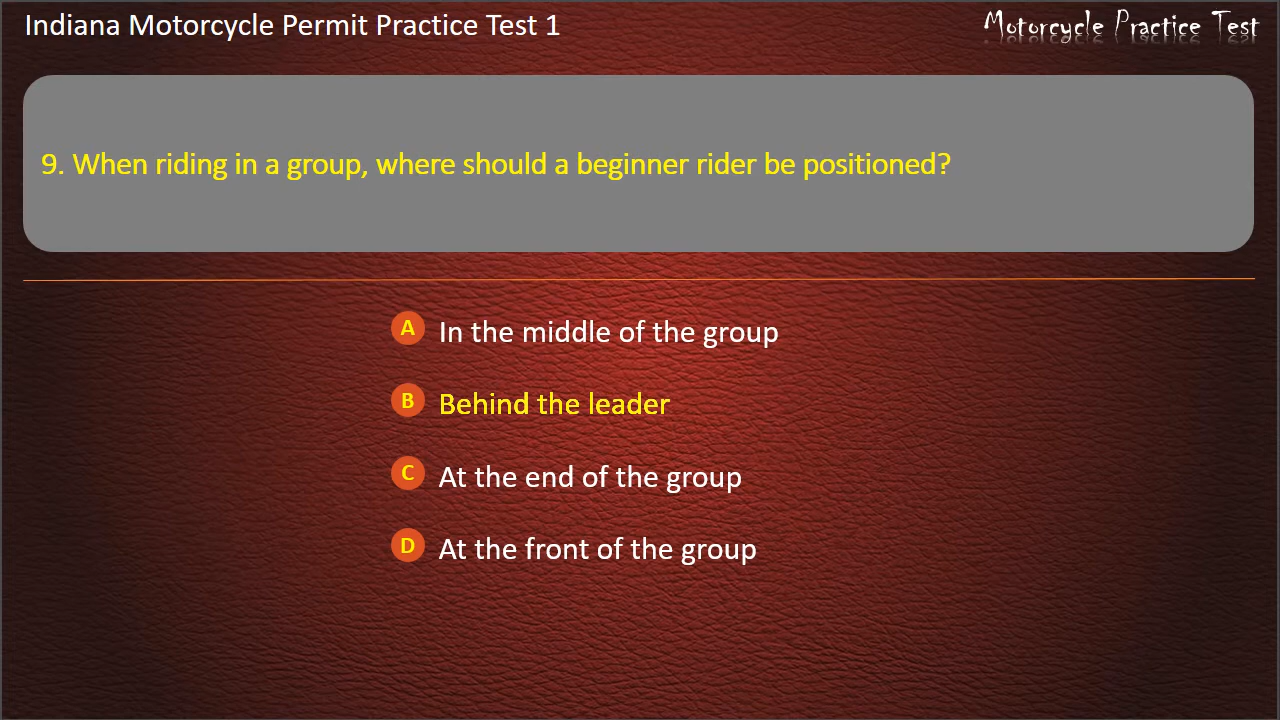 Indiana Motorcycle Permit Practice Test 1
Motorcycle Practice Test
9. When riding in a group, where should a beginner rider be positioned?
A In the middle of the group
B Behind the leader
C At the end of the group
D At the front of the group